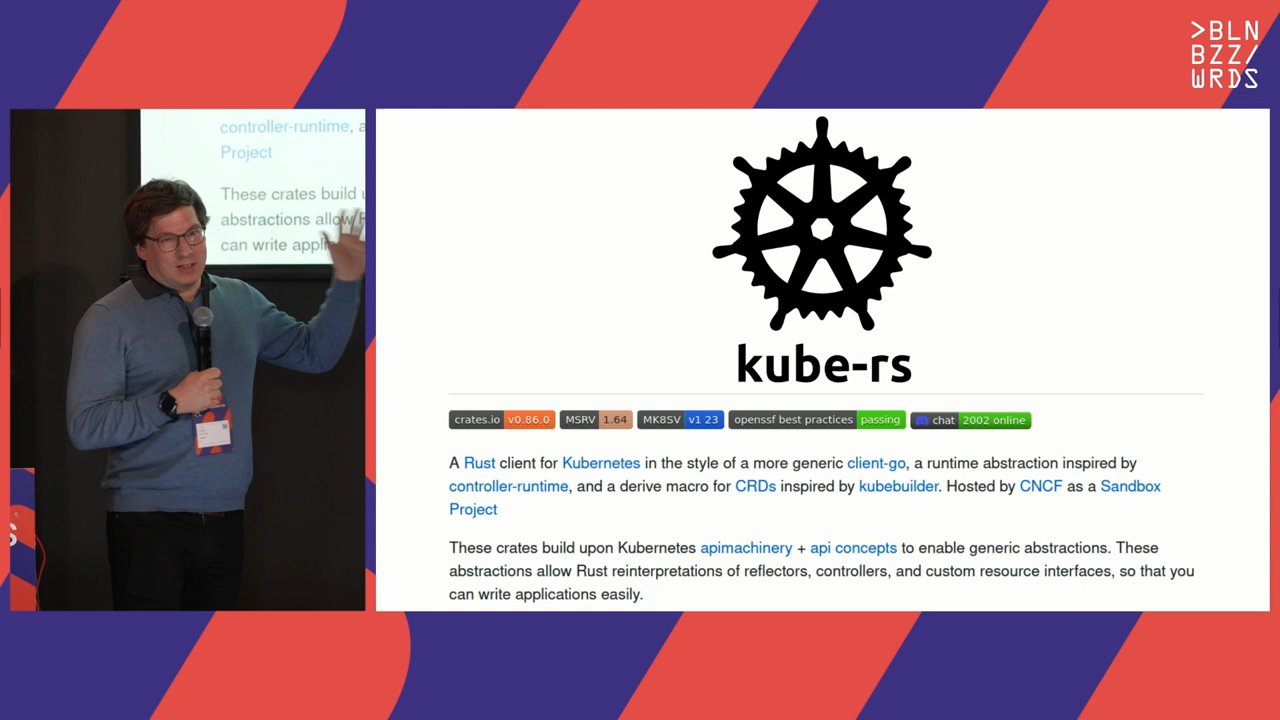 >BLN
BZZ/
WRDS
controller-runtime, a
Project
These crates build u
abstractions allow R
can write appli
S
kube-rs
crates.io v0.86.0 MSRV 1.64 MK8SV v1 23 openssf best practices passing chat 2002 online
A Rust client for Kubernetes in the style of a more generic client-go, a runtime abstraction inspired by
controller-runtime, and a derive macro for CRDs inspired by kubebuilder. Hosted by CNCF as a Sandbox
Project
These crates build upon Kubernetes apimachinery + api concepts to enable generic abstractions. These
abstractions allow Rust reinterpretations of reflectors, controllers, and custom resource interfaces, so that you
can write applications easily.